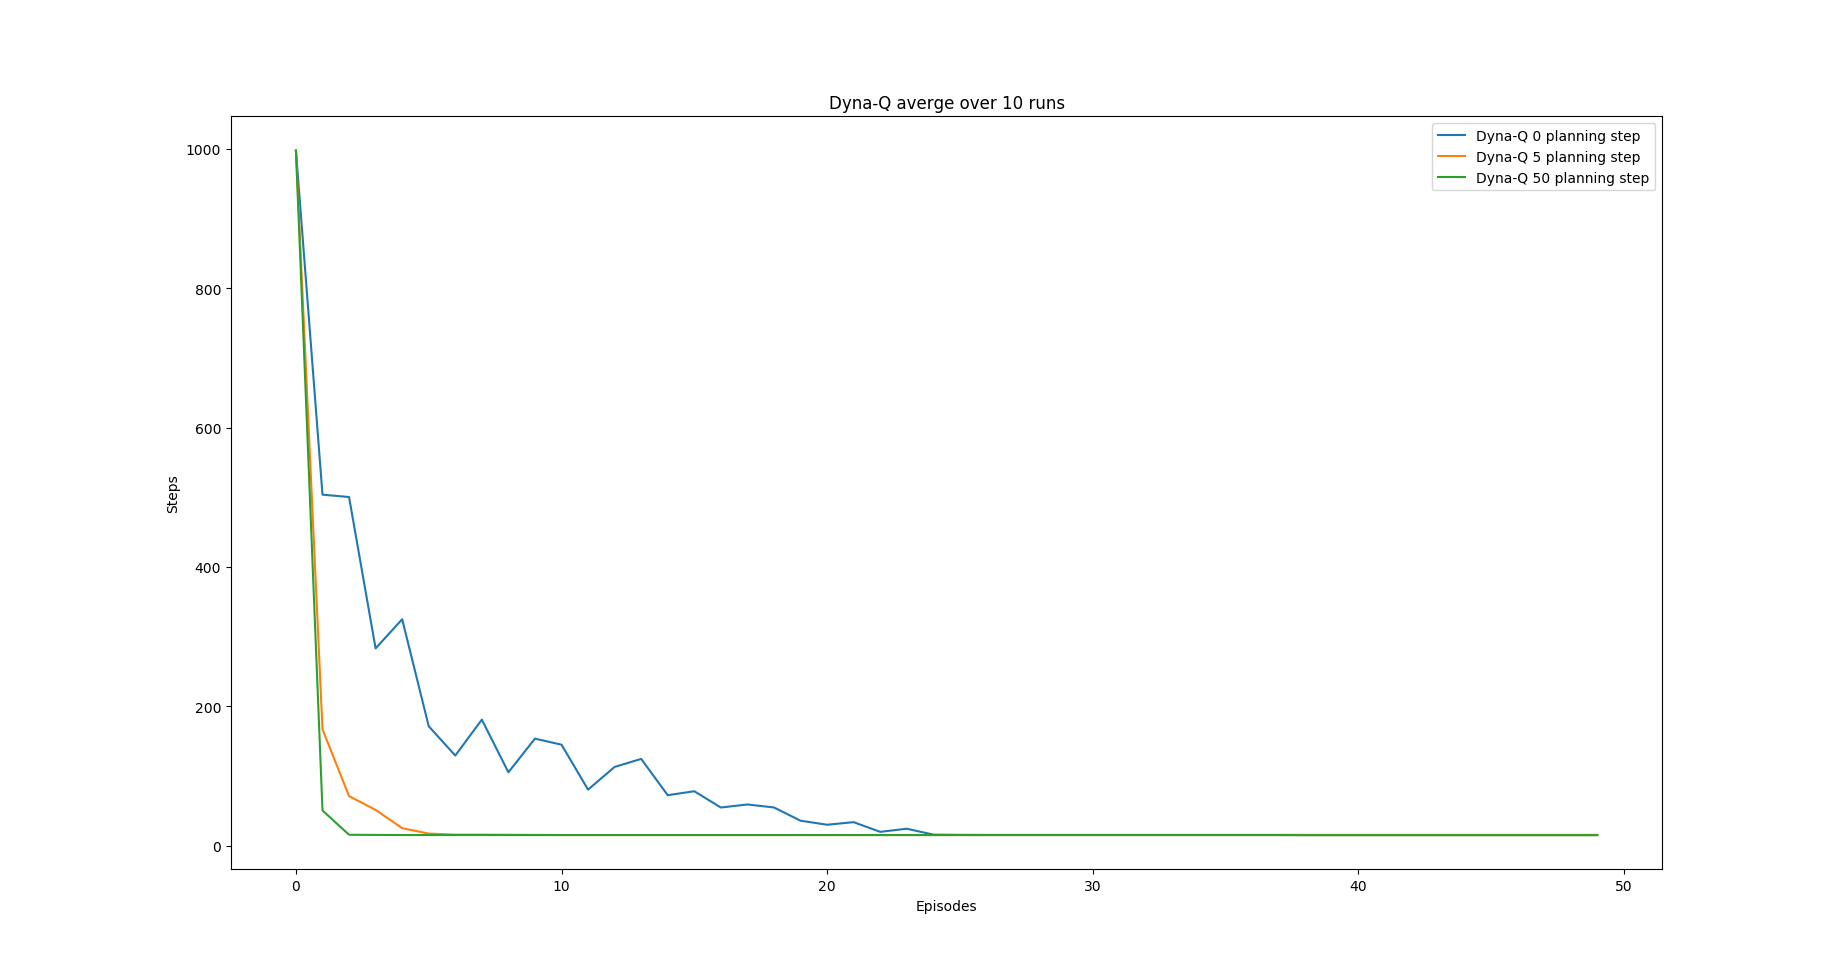 Dyna-Q averge over 10 runs
Dyna-Q 0 planning step
Dyna-Q 5 planning step
Dyna-Q 50 planning step
1000
800
600
400
200
0
Steps
0 10 20 30 40 50
Episodes